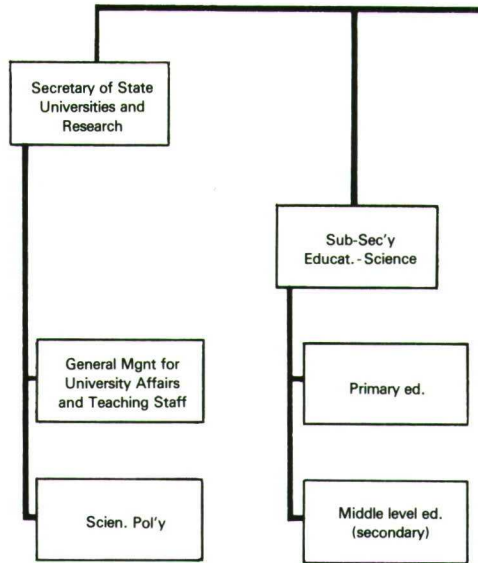 Secretary of State
Universities and
Research
Sub-Sec'y
Educat. - Science
General Mgnt for
University Affairs
and Teaching Staff
Primary ed.
Scien. Pol'y
Middle level ed.
(secondary)